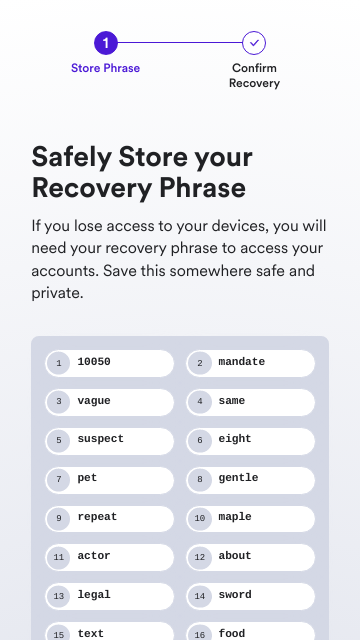 1
Store Phrase
Confirm
Recovery
Safely Store your
Recovery Phrase
If you lose access to your devices, you will
need your recovery phrase to access your
accounts. Save this somewhere safe and
private.
1 10050
2 mandate
3 vague
4 same
5 suspect
6 eight
7 pet
8 gentle
9 repeat
10 maple
11 actor
12 about
13 legal
14 sword
15 text
16 food